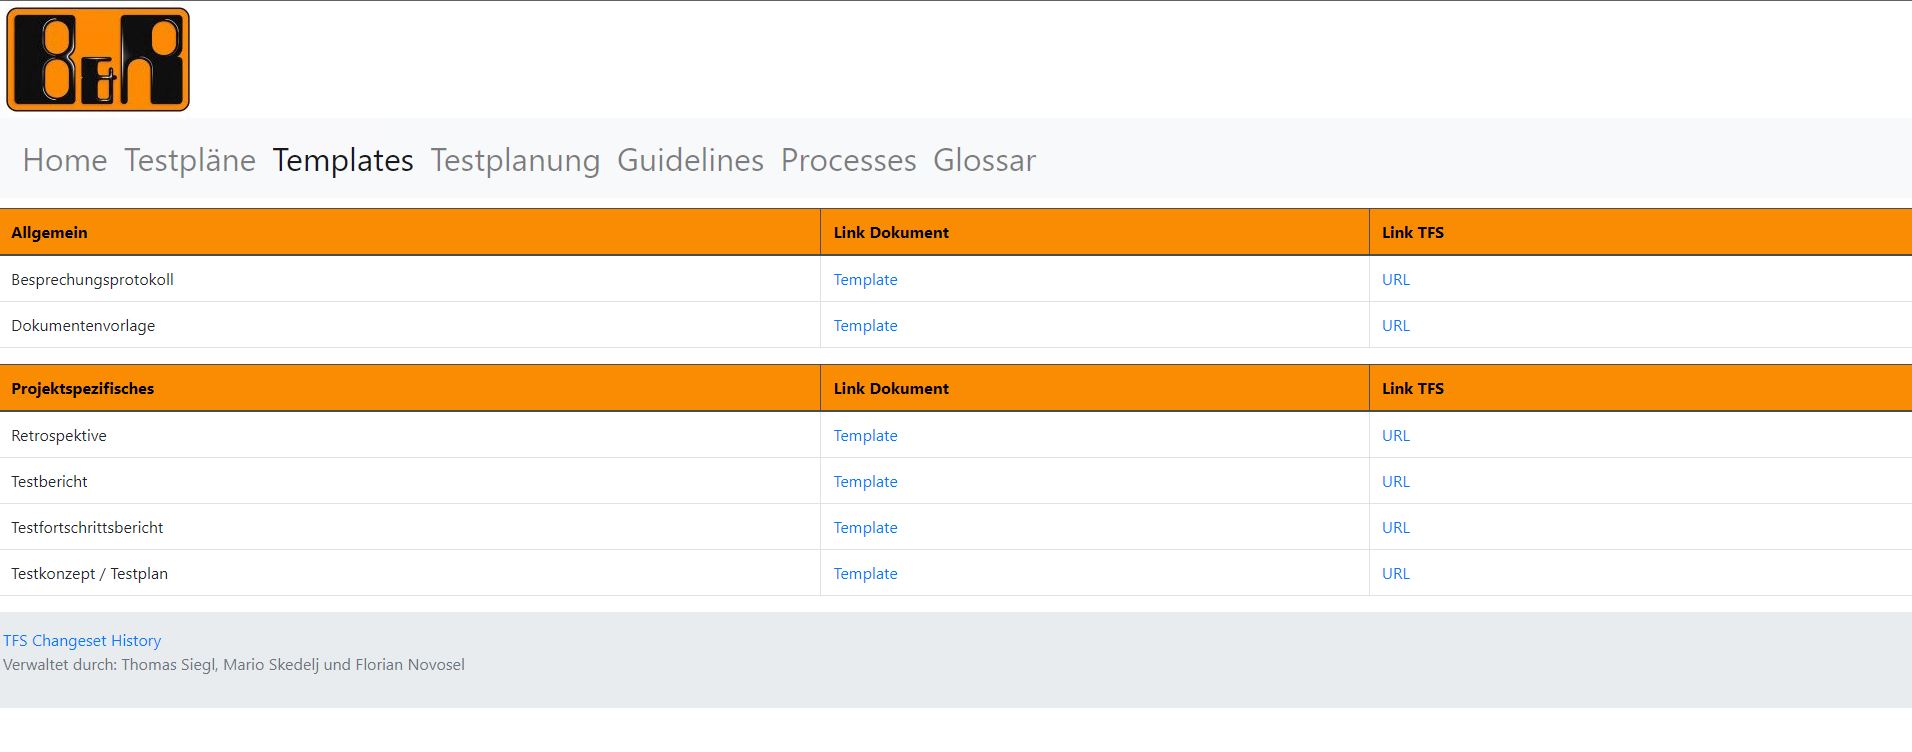 B&R
Home Testpläne Templates Testplanung Guidelines Processes Glossar
Allgemein Link Dokument Link TFS
Besprechungsprotokoll Template URL
Dokumentenvorlage Template URL
Projektspezifisches Link Dokument Link TFS
Retrospektive Template URL
Testbericht Template URL
Testfortschrittsbericht Template URL
Testkonzept / Testplan Template URL
TFS Changeset History
Verwaltet durch: Thomas Siegl, Mario Skedelj und Florian Novosel